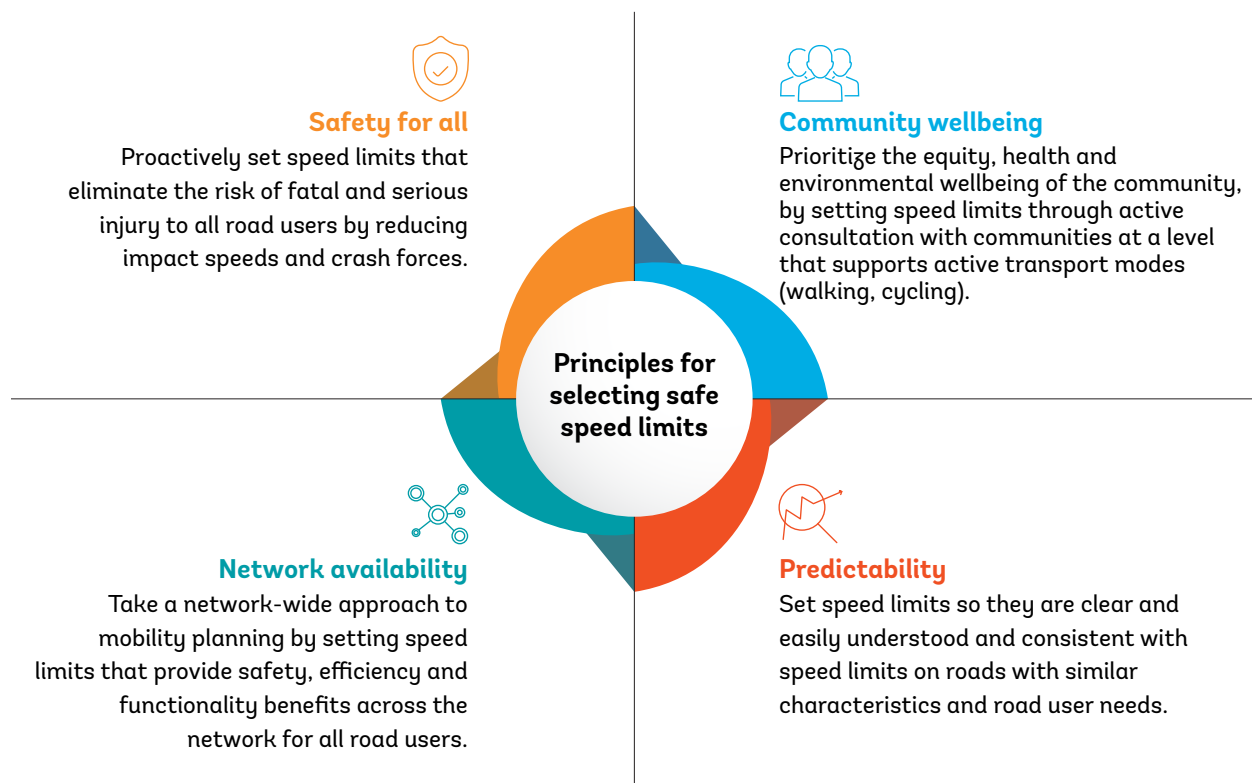 Safety for all
Proactively set speed limits that
eliminate the risk of fatal and serious
injury to all road users by reducing
impact speeds and crash forces.
Community wellbeing
Prioritize the equity, health and
environmental wellbeing of the community,
by setting speed limits through active
consultation with communities at a level
that supports active transport modes
(walking, cycling).
Principles for
selecting safe
speed limits
Network availability
Take a network-wide approach to
mobility planning by setting speed
limits that provide safety, efficiency and
functionality benefits across the
network for all road users.
Predictability
Set speed limits so they are clear and
easily understood and consistent with
speed limits on roads with similar
characteristics and road user needs.